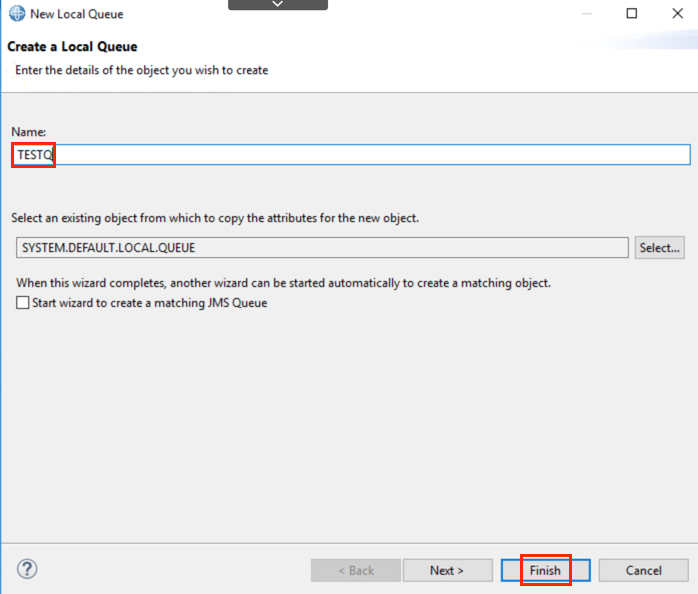 New Local Queue
Create a Local Queue
Enter the details of the object you wish to create
Name:
TESTQ
Select an existing object from which to copy the attributes for the new object.
SYSTEM.DEFAULT.LOCAL.QUEUE Select...
When this wizard completes, another wizard can be started automatically to create a matching object.
Start wizard to create a matching JMS Queue
? < Back Next > Finish Cancel